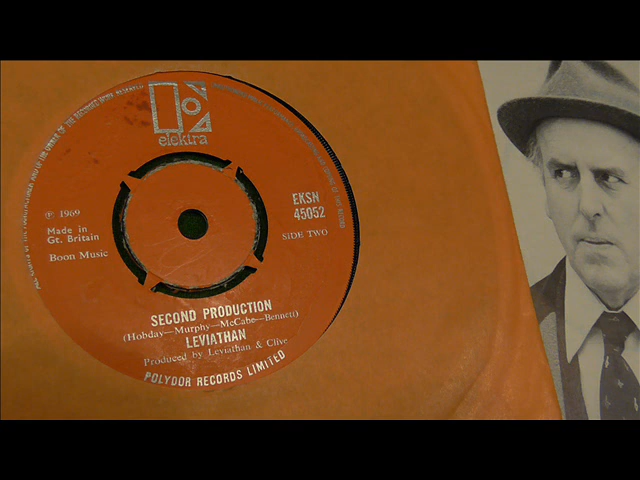 elektra
EKSN
45052
℗ 1969
SIDE TWO
Made in
Gt. Britain
Boon Music
SECOND PRODUCTION
(Hobday—Murphy—McCabe—Bennett)
LEVIATHAN
Produced by Leviathan & Clive
POLYDOR RECORDS LIMITED